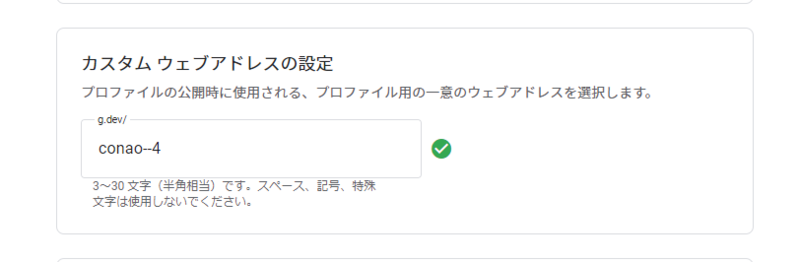 カスタム ウェブアドレスの設定
プロファイルの公開時に使用される、プロファイル用の一意のウェブアドレスを選択します。
g.dev/
conao--4
3～30 文字（半角相当）です。スペース、記号、特殊
文字は使用しないでください。